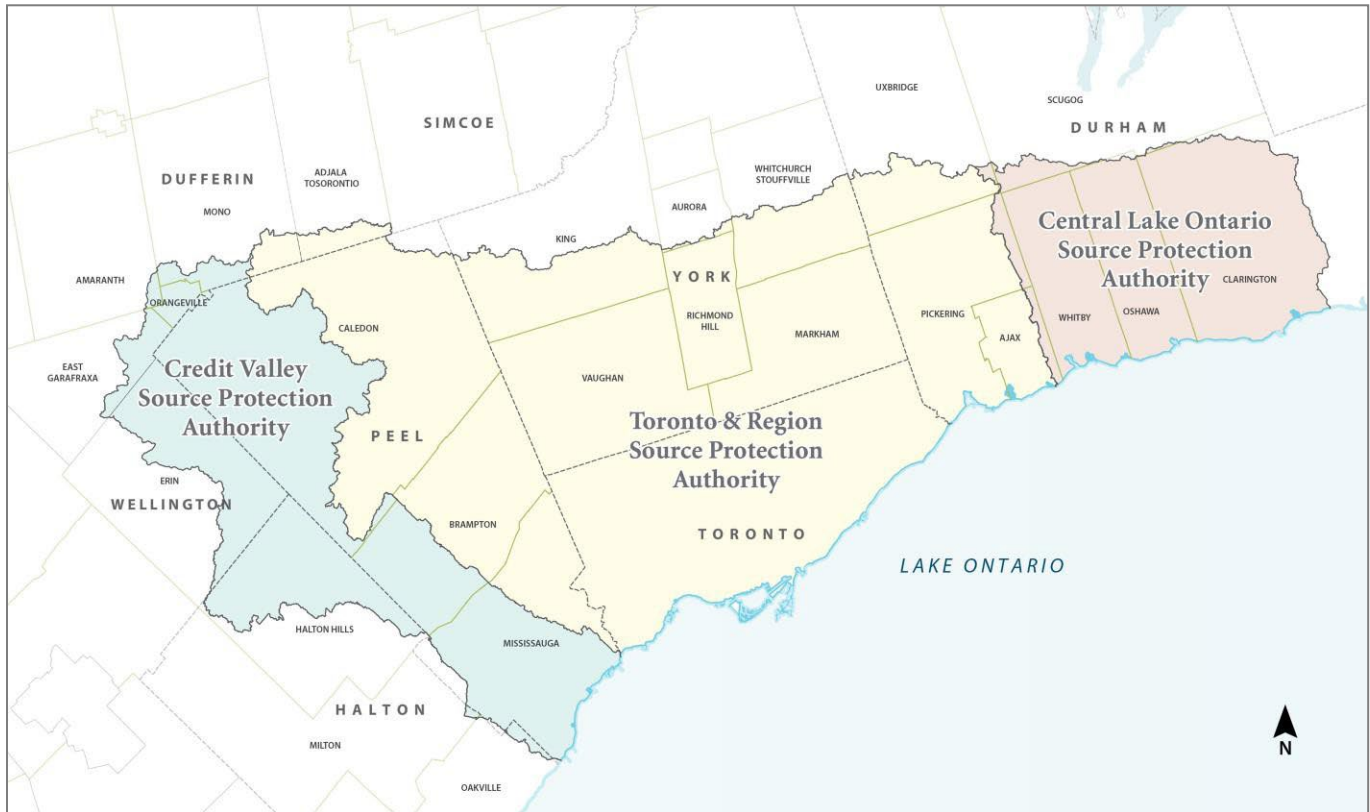 UXBRIDGE
SCUGOG
DURHAM
SIMCOE
DUFFERIN
MONO
ADJALA
TOSORONTIO
WHITCHURCH
STOUFFVILLE
AURORA
KING
AMARANTH
ORANGEVILLE
EAST
GARAFRAXA
CALEDON
YORK
RICHMOND
HILL
MARKHAM
VAUGHAN
PICKERING
AJAX
Central Lake Ontario
Source Protection
Authority
CLARINGTON
WHITBY
OSHAWA
Credit Valley
Source Protection
Authority
PEEL
Toronto & Region
Source Protection
Authority
ERIN
WELLINGTON
BRAMPTON
TORONTO
LAKE ONTARIO
HALTON HILLS
MISSISSAUGA
HALTON
MILTON
OAKVILLE
N